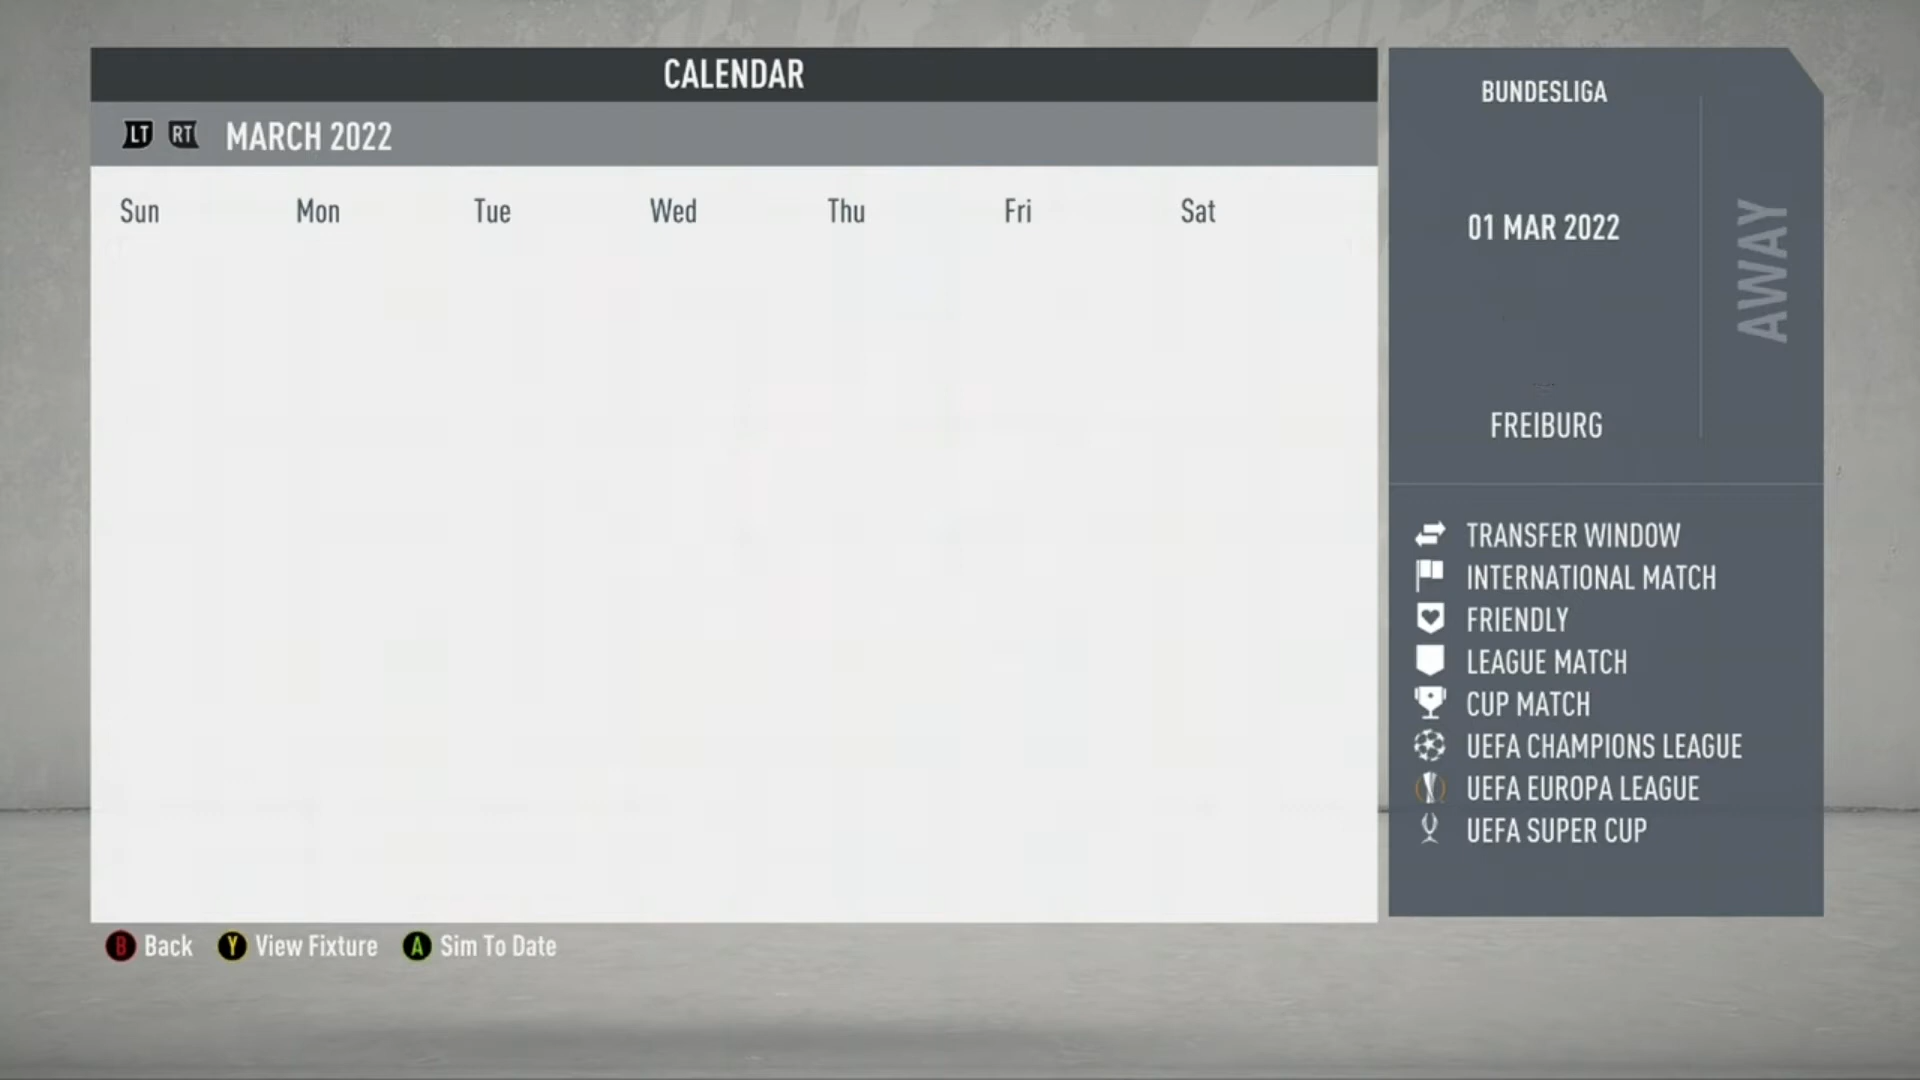 CALENDAR
LT RT MARCH 2022
Sun Mon Tue Wed Thu Fri Sat
BUNDESLIGA
01 MAR 2022
AWAY
FREIBURG
TRANSFER WINDOW
INTERNATIONAL MATCH
FRIENDLY
LEAGUE MATCH
CUP MATCH
UEFA CHAMPIONS LEAGUE
UEFA EUROPA LEAGUE
UEFA SUPER CUP
B Back Y View Fixture A Sim To Date